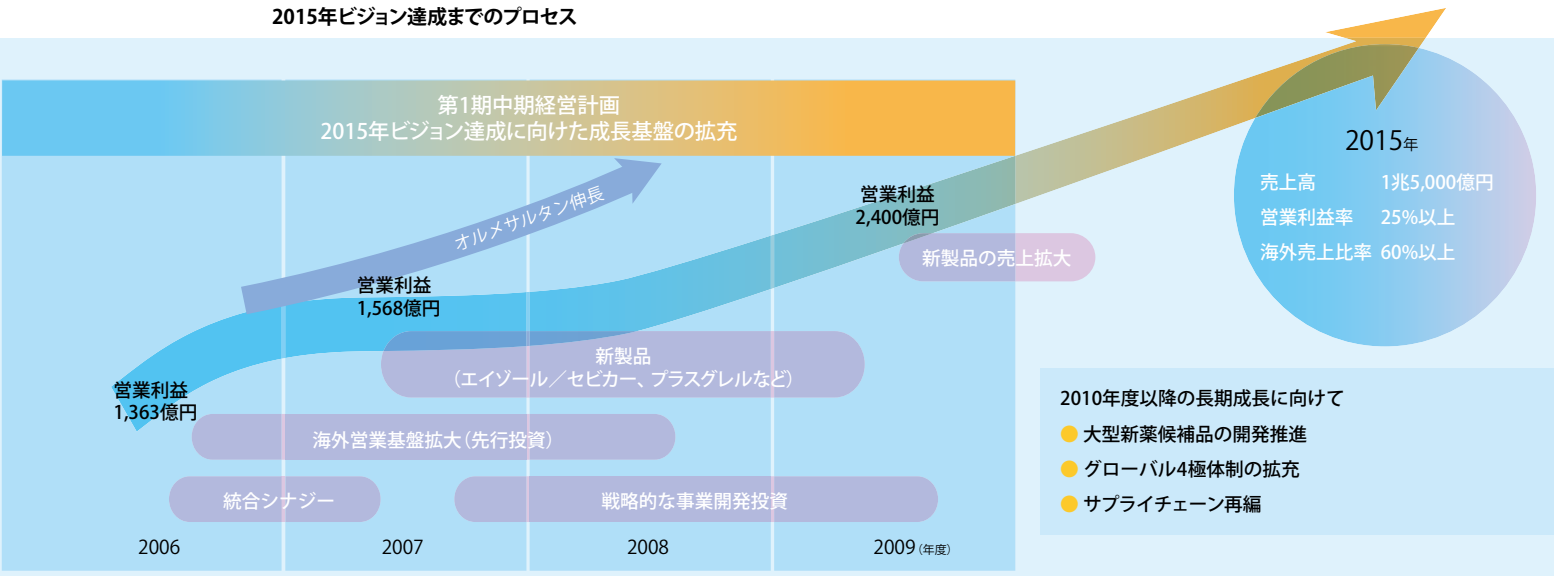 2015年ビジョン達成までのプロセス
第1期中期経営計画
2015年ビジョン達成に向けた成長基盤の拡充
オルメサルタン伸長
営業利益
1,363億円
営業利益
1,568億円
営業利益
2,400億円
新製品の売上拡大
新製品
（エイゾール／セビカー、プラスグレルなど）
海外営業基盤拡大（先行投資）
統合シナジー
戦略的な事業開発投資
2006
2007
2008
2009（年度）
2015年
売上高 1兆5,000億円
営業利益率 25%以上
海外売上比率 60%以上
2010年度以降の長期成長に向けて
大型新薬候補品の開発推進
グローバル4極体制の拡充
サプライチェーン再編